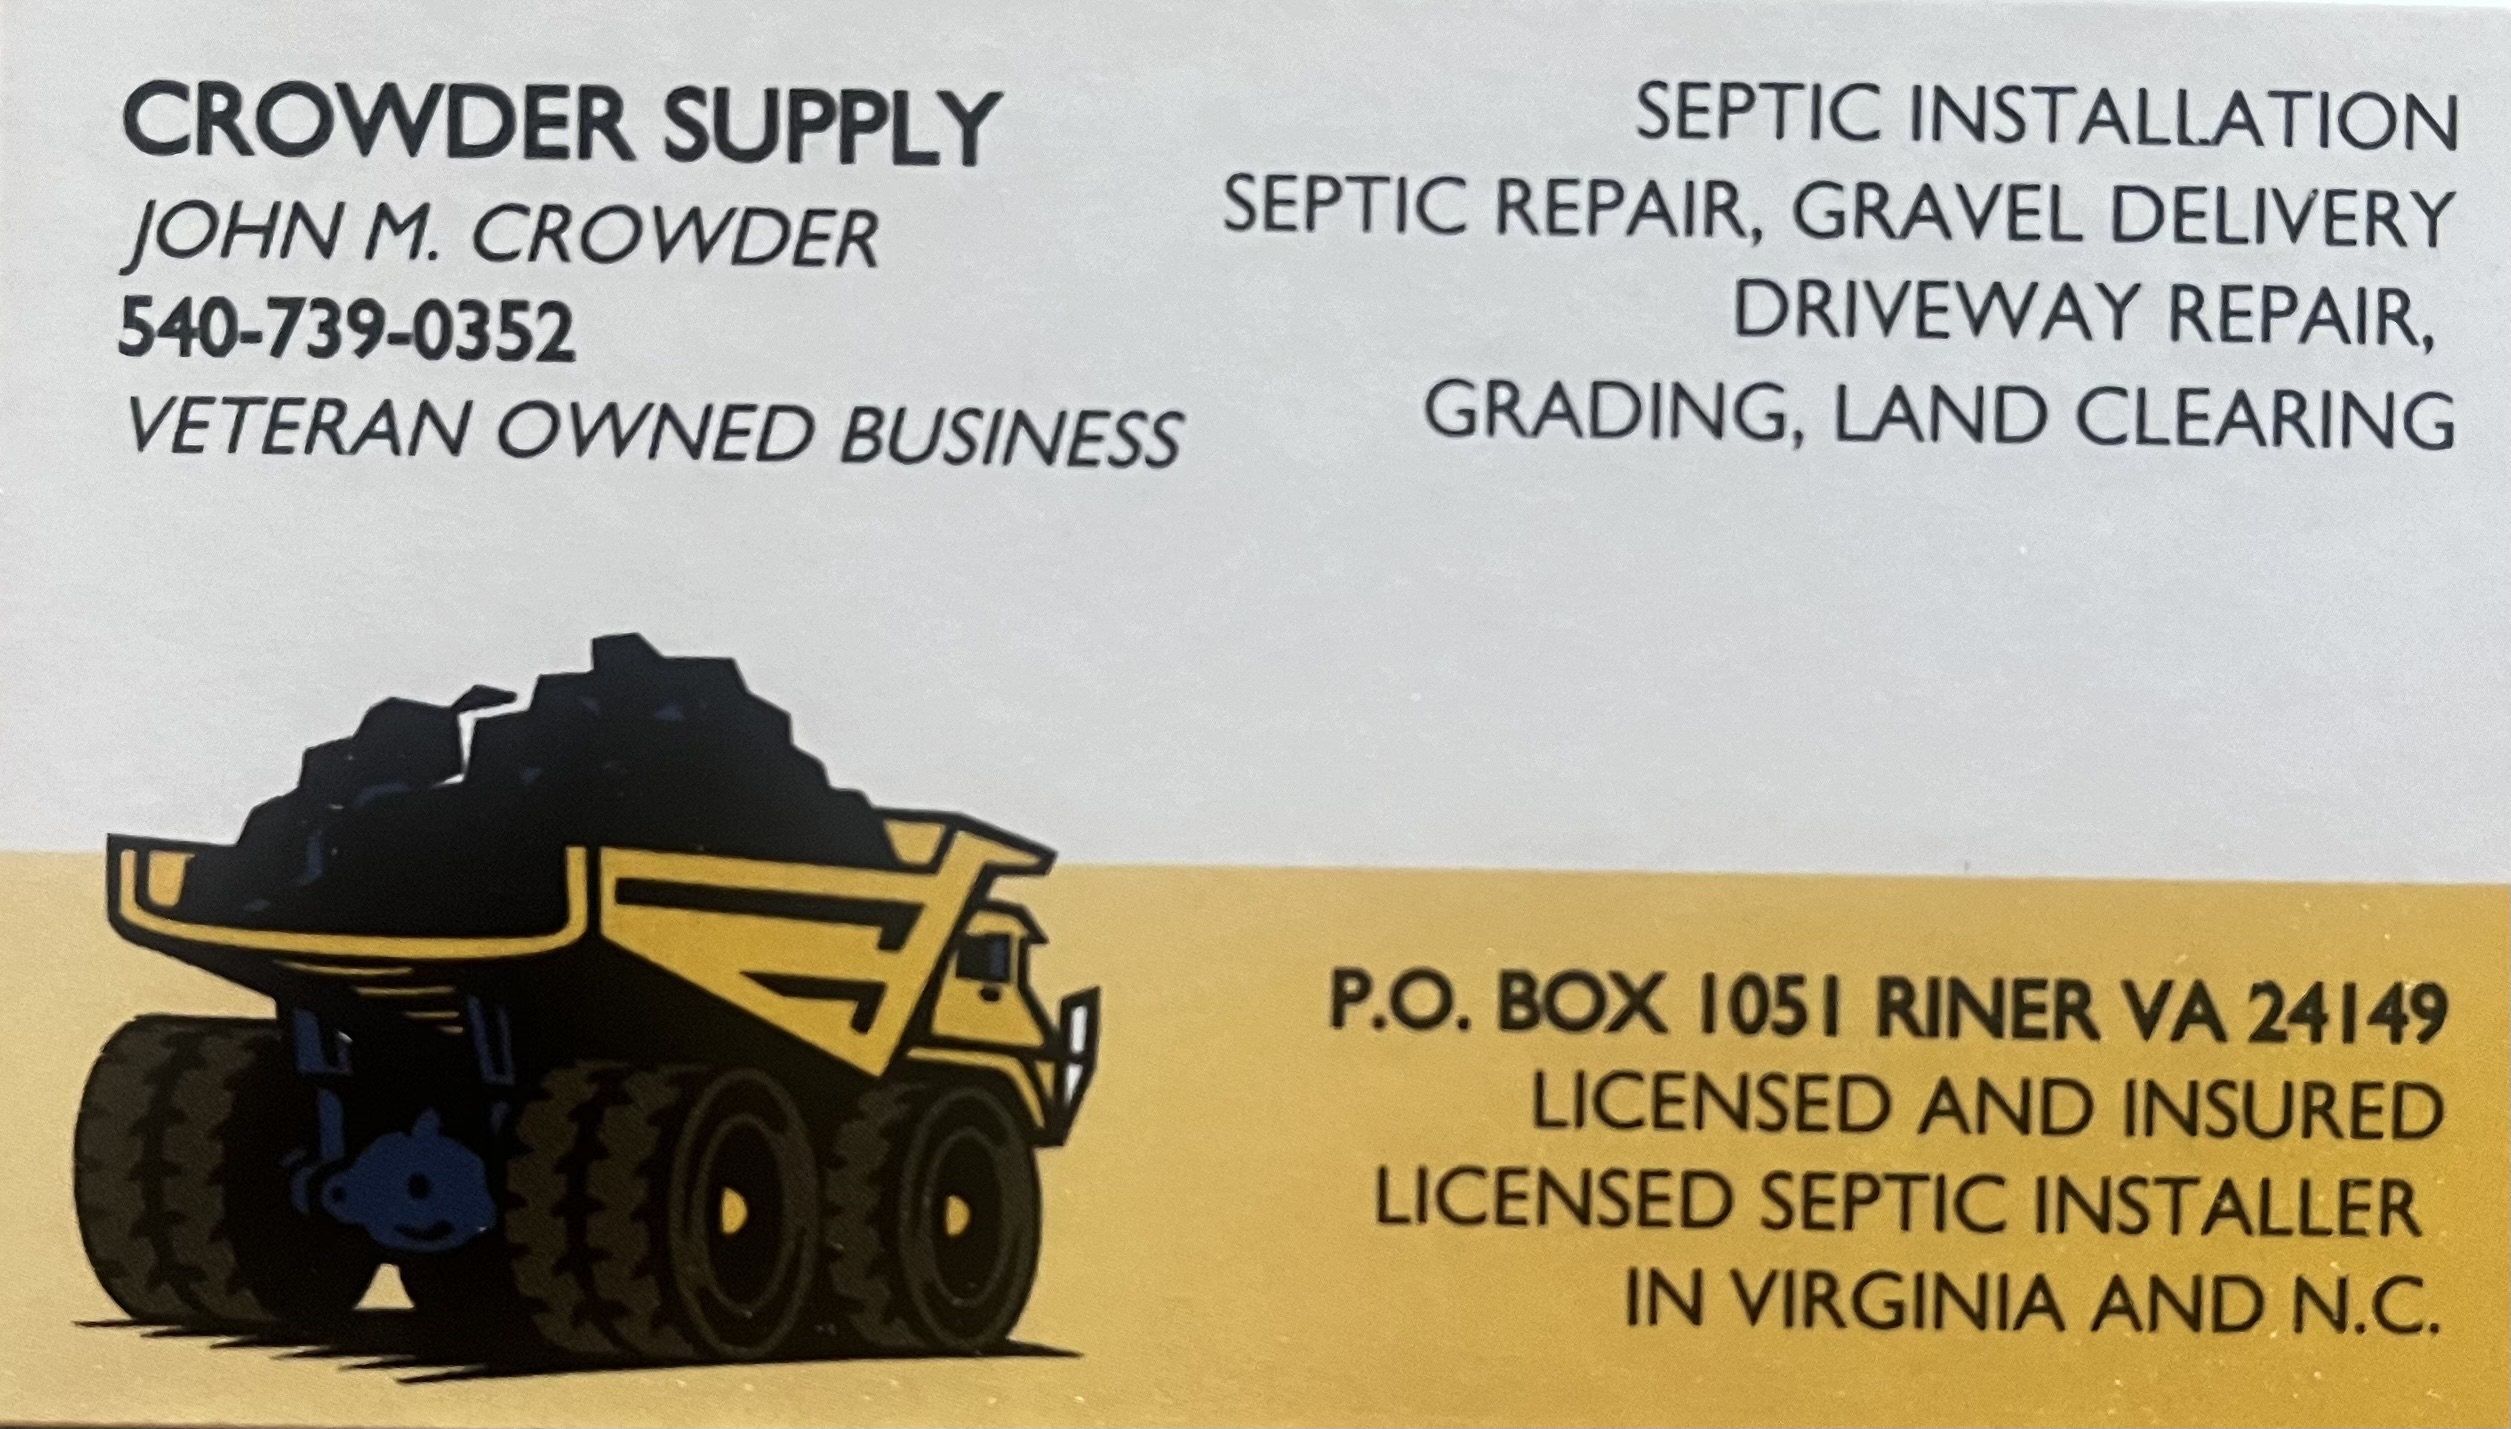 CROWDER SUPPLY
JOHN M. CROWDER
540-739-0352
VETERAN OWNED BUSINESS
SEPTIC INSTALLATION
SEPTIC REPAIR, GRAVEL DELIVERY
DRIVEWAY REPAIR,
GRADING, LAND CLEARING
P.O. BOX 1051 RINER VA 24149
LICENSED AND INSURED
LICENSED SEPTIC INSTALLER
IN VIRGINIA AND N.C.